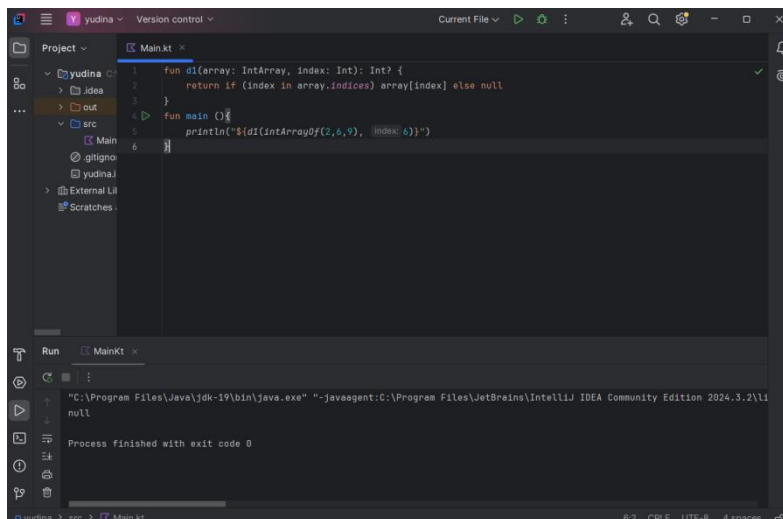 Y yudina Version control Current File
Project
Main.kt
yudina C:\
.idea
out
src
Main
.gitigno
yudina.i
External Lil
Scratches
1 fun d1(array: IntArray, index: Int): Int? {
2 return if (index in array.indices) array[index] else null
3 }
4 fun main (){
5 println("${d1(intArrayOf(2,6,9), index: 6)}")
6 }
Run MainKt
"C:\Program Files\Java\jdk-19\bin\java.exe" "-javaagent:C:\Program Files\JetBrains\IntelliJ IDEA Community Edition 2024.3.2\li
null
Process finished with exit code 0
yudina > src > Main.kt 6:2 CRLF UTF-8 4 spaces